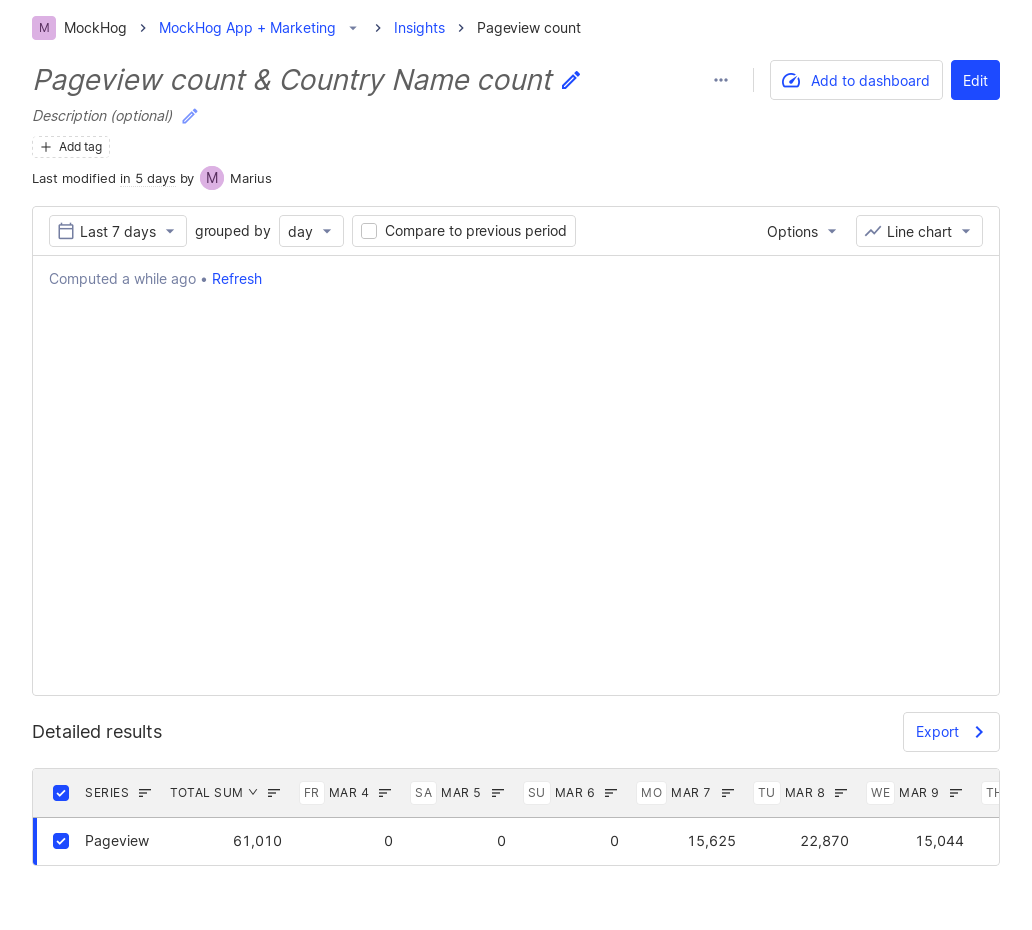 M MockHog MockHog App + Marketing Insights Pageview count
Pageview count & Country Name count
Add to dashboard
Edit
Description (optional)
Add tag
Last modified in 5 days by M Marius
Last 7 days grouped by day Compare to previous period Options Line chart
Computed a while ago • Refresh
Detailed results
Export
SERIES TOTAL SUM FR MAR 4 SA MAR 5 SU MAR 6 MO MAR 7 TU MAR 8 WE MAR 9 TH
Pageview 61,010 0 0 0 15,625 22,870 15,044